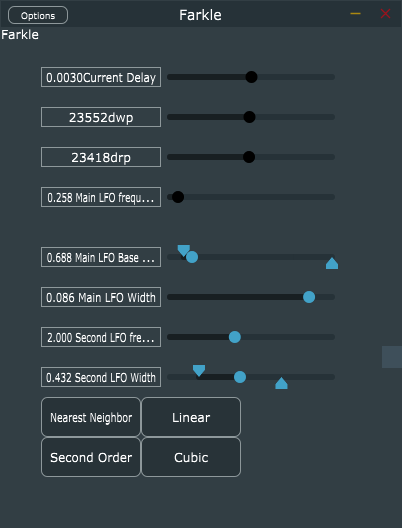 Options
Farkle
Farkle
0.0030Current Delay
23552dwp
23418drp
0.258 Main LFO frequ...
0.688 Main LFO Base ...
0.086 Main LFO Width
2.000 Second LFO fre...
0.432 Second LFO Width
Nearest Neighbor
Linear
Second Order
Cubic